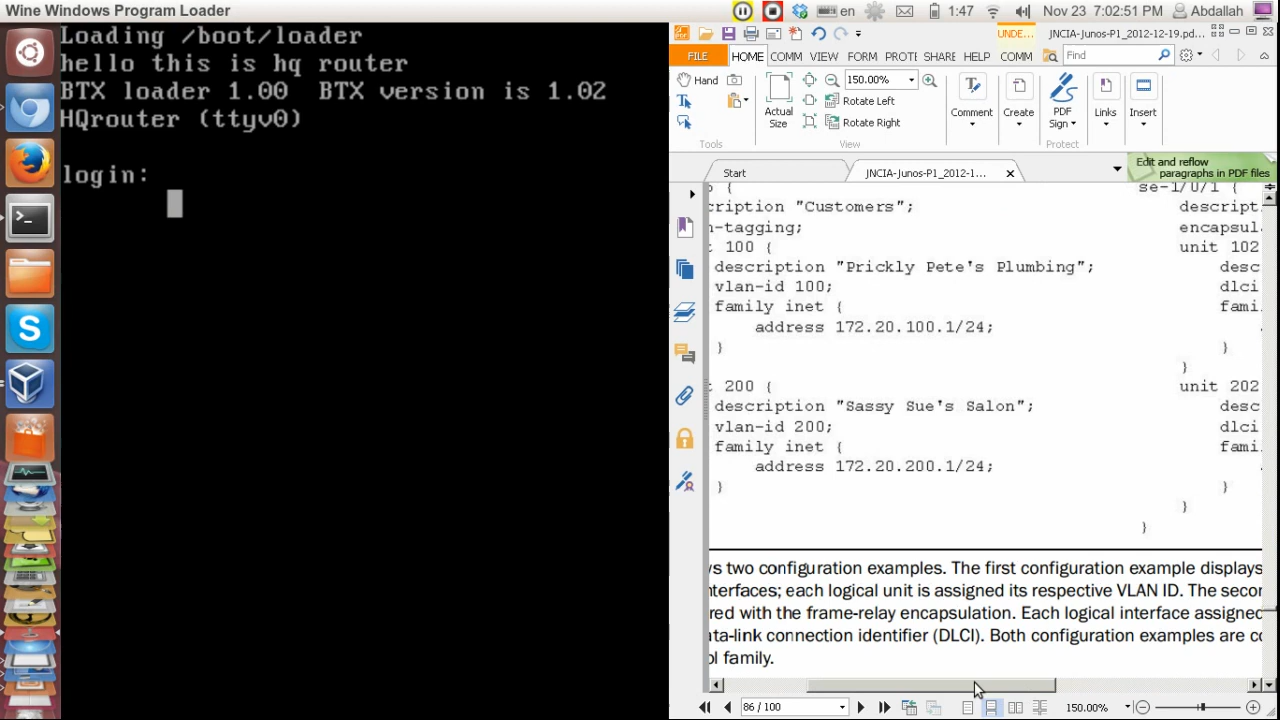 Wine Windows Program Loader
en
1:47
Nov 23 7:02:51 PM
Abdallah
Loading /boot/loader
hello this is hq router
BTX loader 1.00 BTX version is 1.02
HQrouter (ttyv0)
login:
UNDE...
JNCIA-Junos-P1_2012-12-19.pd...
FILE
HOME
COMM
VIEW
FORM
PROTI
SHARE
HELP
COMM
Find
Hand
Actual
Size
150.00%
Rotate Left
Rotate Right
Comment
Create
PDF
Sign
Links
Insert
Tools
View
Protect
Start
JNCIA-Junos-P1_2012-1...
Edit and reflow
paragraphs in PDF files
{
se-1/0/1 {
cription "Customers";
descript
n-tagging;
encapsul
t 100 {
unit 102
description "Prickly Pete's Plumbing";
desc
vlan-id 100;
dlci
family inet {
fami
address 172.20.100.1/24;
}
}
}
t 200 {
unit 202
description "Sassy Sue's Salon";
desc
vlan-id 200;
dlci
family inet {
fami
address 172.20.200.1/24;
}
}
}
}
ws two configuration examples. The first configuration example displays
nterfaces; each logical unit is assigned its respective VLAN ID. The secon
red with the frame-relay encapsulation. Each logical interface assigned
ata-link connection identifier (DLCI). Both configuration examples are co
ol family.
86 / 100
150.00%